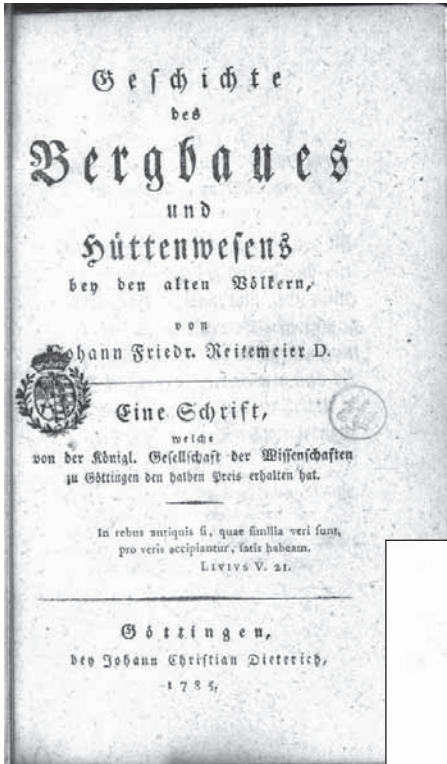 Geschichte
des
Bergbaues
und
Hüttenwesens
bey den alten Völkern,
von
Johann Friedr. Reitemeier D.
Eine Schrift,
welche
von der Königl. Gesellschaft der Wissenschaften
zu Göttingen den halben Preis erhalten hat.
In rebus antiquis si, quae similia veri sunt,
pro veris accipiantur, satis habeam.
LIVIVS V. 21.
Göttingen,
bey Johann Christian Dieterich,
1785.